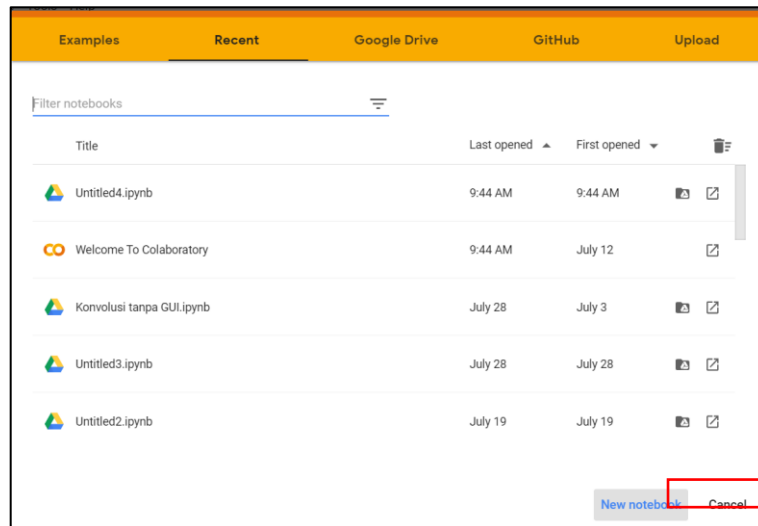 Examples Recent Google Drive GitHub Upload
Filter notebooks
Title Last opened First opened
Untitled4.ipynb 9:44 AM 9:44 AM
Welcome To Colaboratory 9:44 AM July 12
Konvolusi tanpa GUI.ipynb July 28 July 3
Untitled3.ipynb July 28 July 28
Untitled2.ipynb July 19 July 19
New notebook Cancel